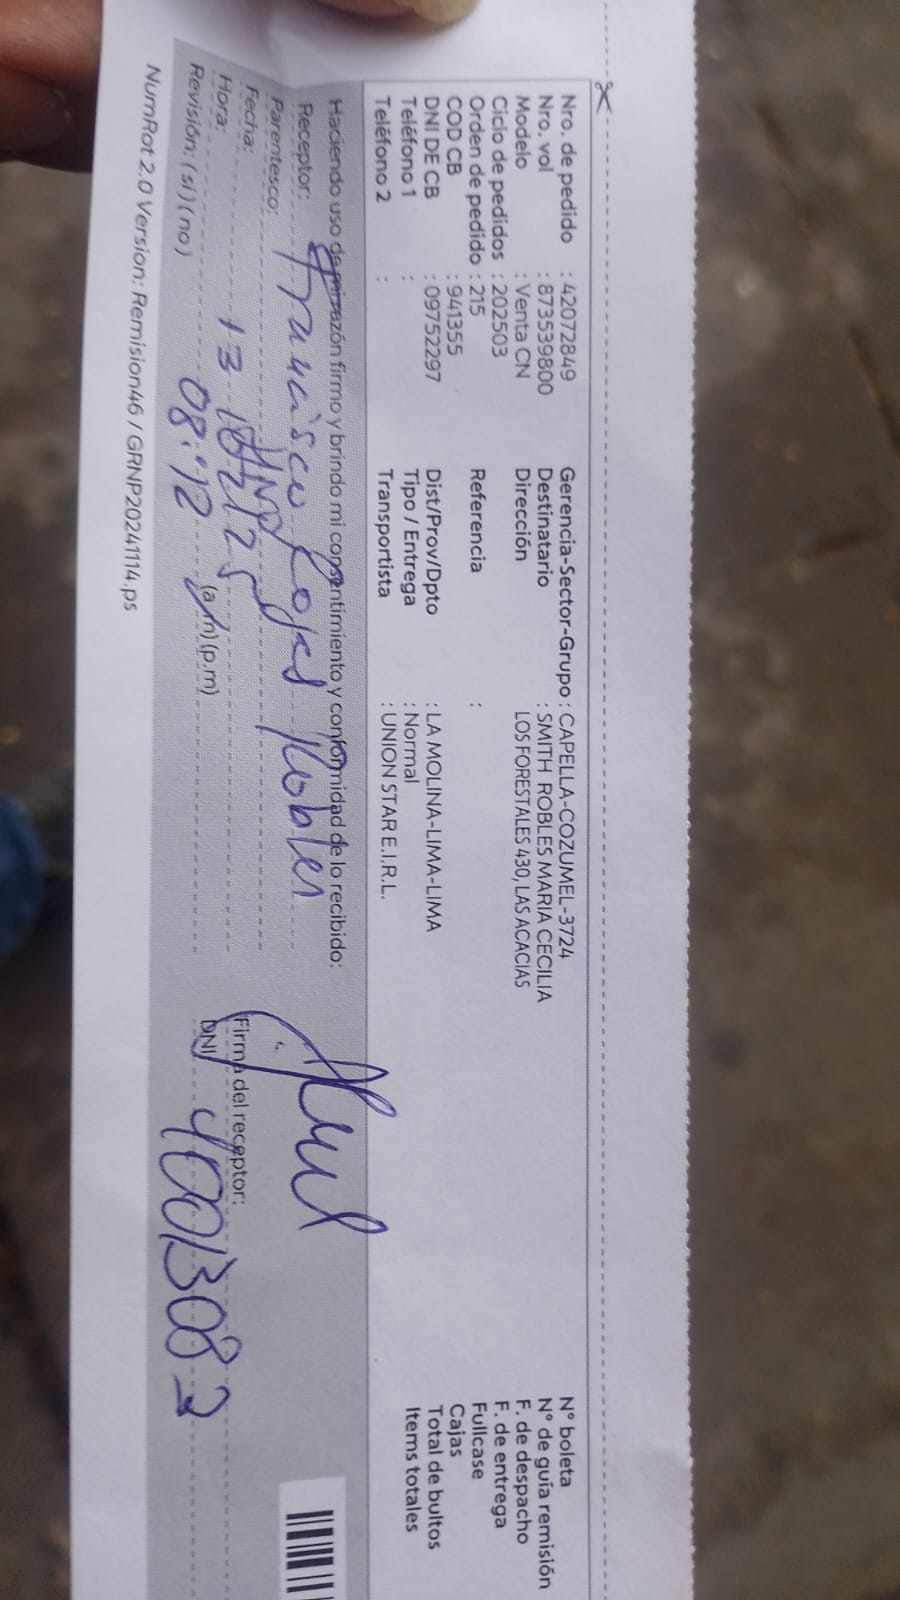 Nro. de pedido : 42072849 Gerencia-Sector-Grupo : CAPELLA-COZUMEL-3724 N° boleta
Nro. vol : 873539800 Destinatario : SMITH ROBLES MARIA CECILIA N° de guía remisión
Modelo : Venta CN Dirección LOS FORESTALES 430, LAS ACACIAS F. de despacho
Ciclo de pedidos : 202503 F. de entrega
Orden de pedido : 215 Referencia : Fullcase
COD CB : 941355 Cajas
DNI DE CB : 09752297 Dist/Prov/Dpto : LA MOLINA-LIMA-LIMA Total de bultos
Teléfono 1 : Tipo / Entrega : Normal Items totales
Teléfono 2 : Transportista : UNION STAR E.I.R.L.
Haciendo uso de mi razón firmo y brindo mi consentimiento y conformidad de lo recibido:
Receptor: Francisco Rojas Robles
Parentesco:
Fecha: 13
Hora: 08:12 (a.m) (p.m)
Revisión: (si) (no)
Firma del receptor:
DNI 40013083
NumRot 2.0 Version: Remision46 / GRNP20241114.ps